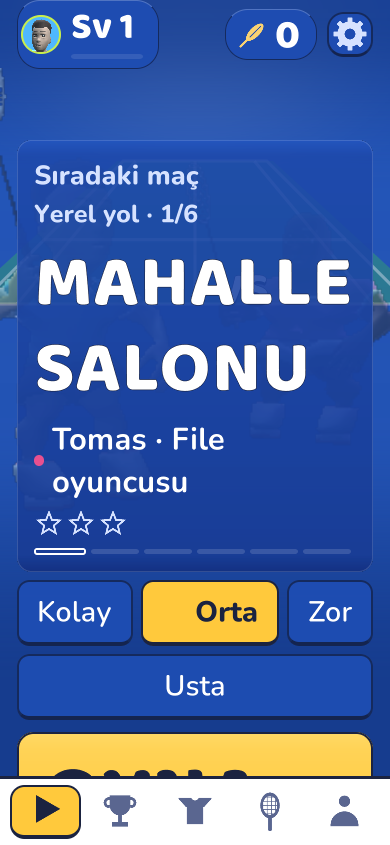 Sv 1
0
Sıradaki maç
Yerel yol · 1/6
MAHALLE
SALONU
Tomas · File
oyuncusu
Kolay
Orta
Zor
Usta